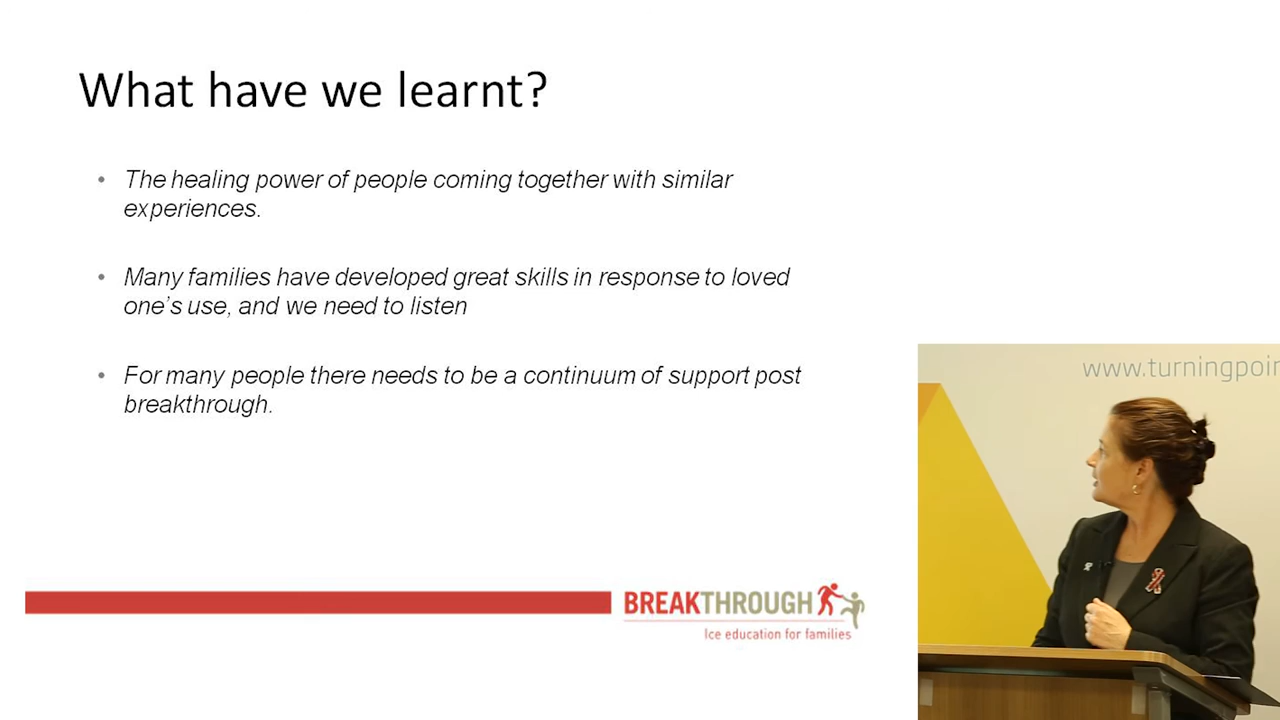 What have we learnt?
• The healing power of people coming together with similar
experiences.
• Many families have developed great skills in response to loved
one's use, and we need to listen
• For many people there needs to be a continuum of support post
breakthrough.
BREAKTHROUGH
Ice education for families
www.turningpoin